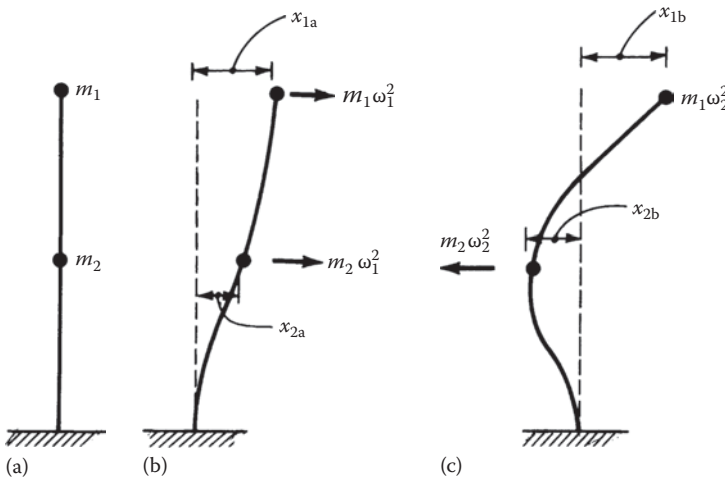 x₁ₐ
x₁b
m₁
m₁ω₁²
m₁ω₂²
x₂b
m₂
m₂ω₁²
m₂ω₂²
x₂ₐ
(a)
(b)
(c)